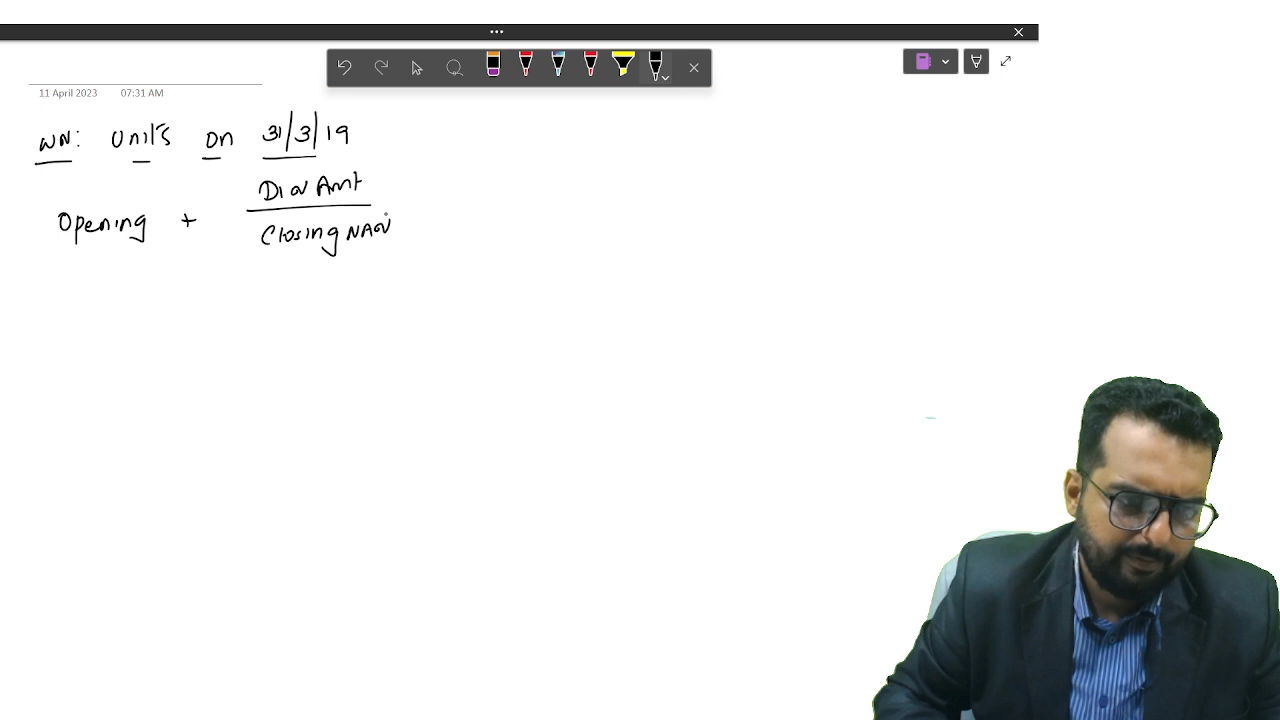 11 April 2023 07:31 AM
WN: Units on 31/3/19
Opening + Div Amt
Closing NAV